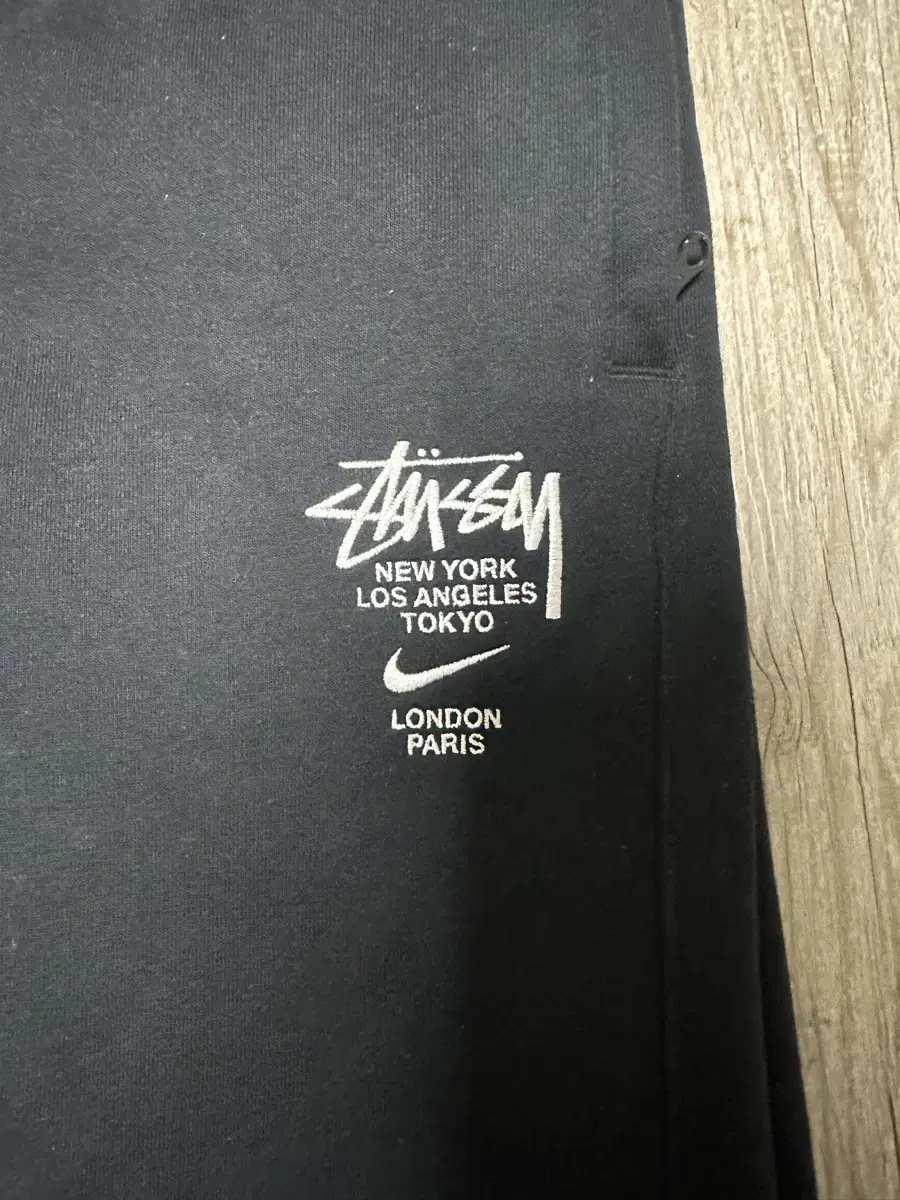 Stüssy
NEW YORK
LOS ANGELES
TOKYO
LONDON
PARIS